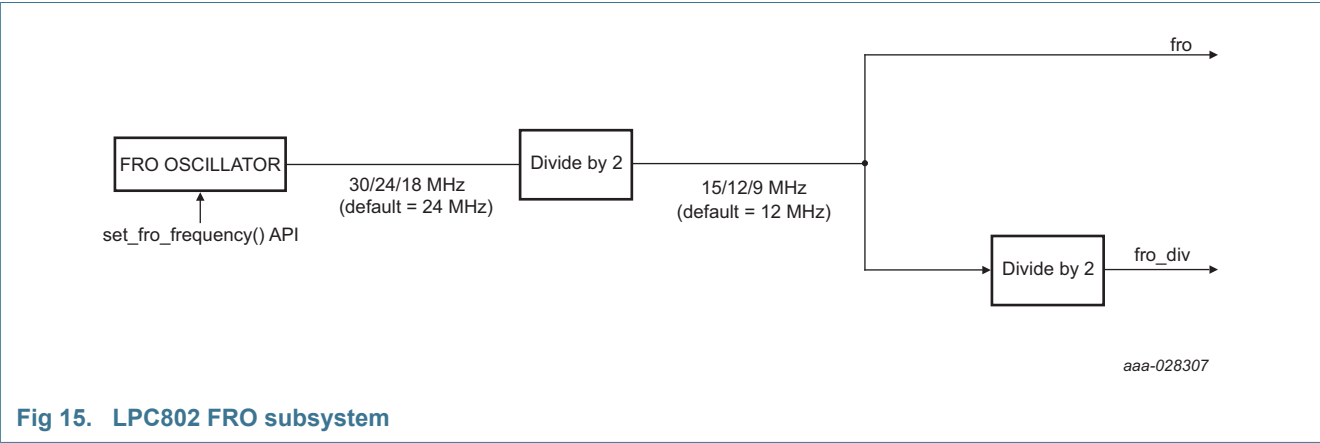 fro
FRO OSCILLATOR
Divide by 2
30/24/18 MHz
(default = 24 MHz)
15/12/9 MHz
(default = 12 MHz)
set_fro_frequency() API
Divide by 2
fro_div
aaa-028307
Fig 15. LPC802 FRO subsystem